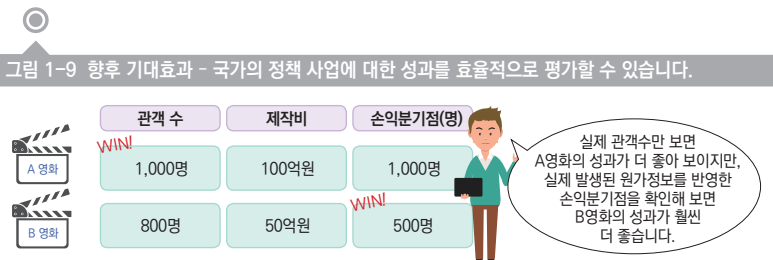 그림 1-9 향후 기대효과 - 국가의 정책 사업에 대한 성과를 효율적으로 평가할 수 있습니다.
관객 수 제작비 손익분기점(명)
WIN!
A 영화 1,000명 100억원 1,000명
WIN!
B 영화 800명 50억원 500명
실제 관객수만 보면
A영화의 성과가 더 좋아 보이지만,
실제 발생된 원가정보를 반영한
손익분기점을 확인해 보면
B영화의 성과가 훨씬
더 좋습니다.